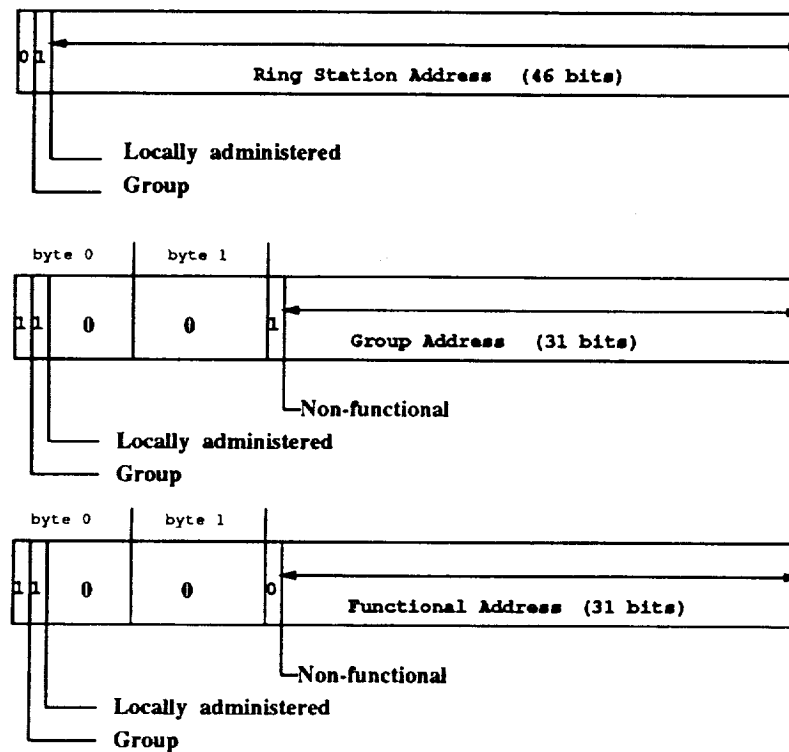 0 1 Ring Station Address (46 bits)
Locally administered
Group
byte 0 byte 1
1 1 0 0 1 Group Address (31 bits)
Non-functional
Locally administered
Group
byte 0 byte 1
1 1 0 0 0 Functional Address (31 bits)
Non-functional
Locally administered
Group